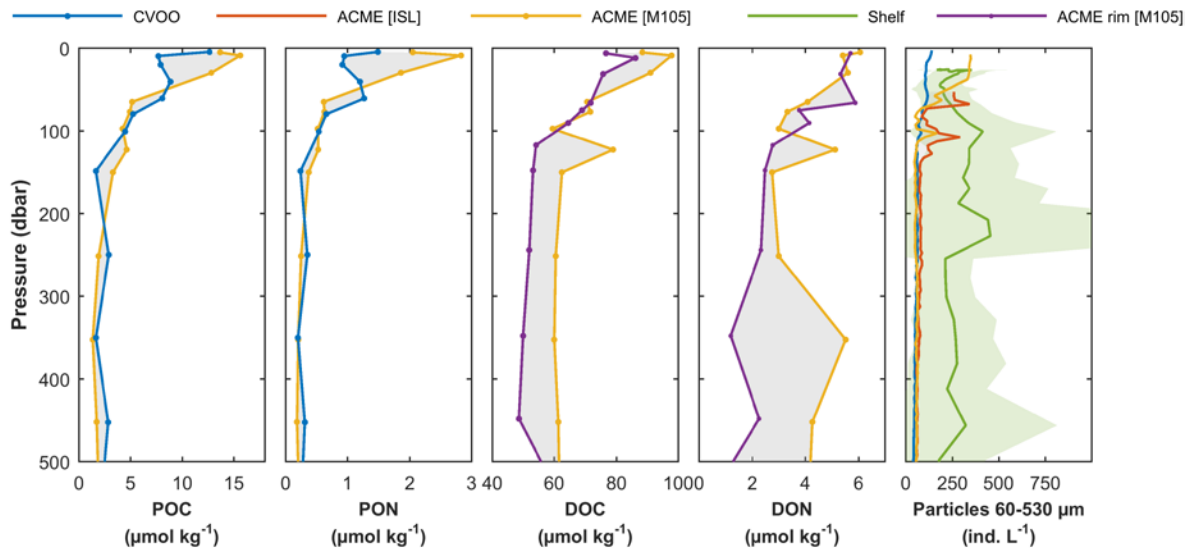 CVOO ACME [ISL] ACME [M105] Shelf ACME rim [M105]
Pressure (dbar)
0
100
200
300
400
500
0 5 10 15
POC
(µmol kg-1)
0 1 2 3
PON
(µmol kg-1)
40 60 80 100
DOC
(µmol kg-1)
0 2 4 6
DON
(µmol kg-1)
0 250 500 750
Particles 60-530 µm
(ind. L-1)